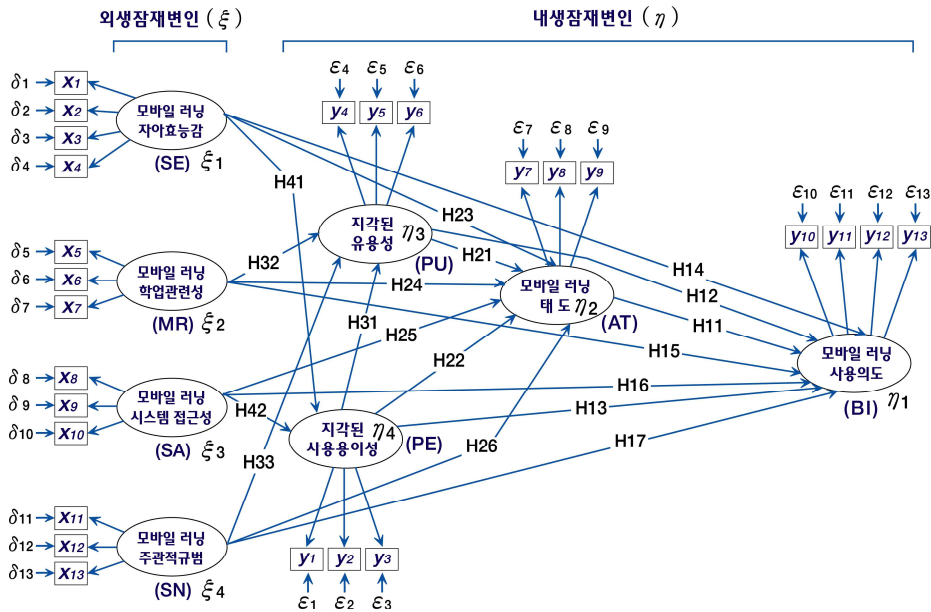 외생잠재변인 ( ξ )
내생잠재변인 ( η )
δ1
x1
δ2
x2
δ3
x3
δ4
x4
모바일 러닝
자아효능감
(SE) ξ1
ε4
ε5
ε6
y4
y5
y6
ε7
ε8
ε9
y7
y8
y9
ε10
ε11
ε12
ε13
y10
y11
y12
y13
H41
H23
H14
H32
지각된
유용성
η3
(PU)
H21
H24
H12
δ5
x5
δ6
x6
δ7
x7
모바일 러닝
학업관련성
(MR) ξ2
모바일 러닝
태 도 η2
(AT)
H31
H25
H11
H15
H22
모바일 러닝
사용의도
(BI) η1
δ8
x8
δ9
x9
δ10
x10
모바일 러닝
시스템 접근성
(SA) ξ3
H42
H16
H13
지각된
사용용이성
η4
(PE)
H33
H26
H17
δ11
x11
δ12
x12
δ13
x13
모바일 러닝
주관적규범
(SN) ξ4
y1
y2
y3
ε1
ε2
ε3